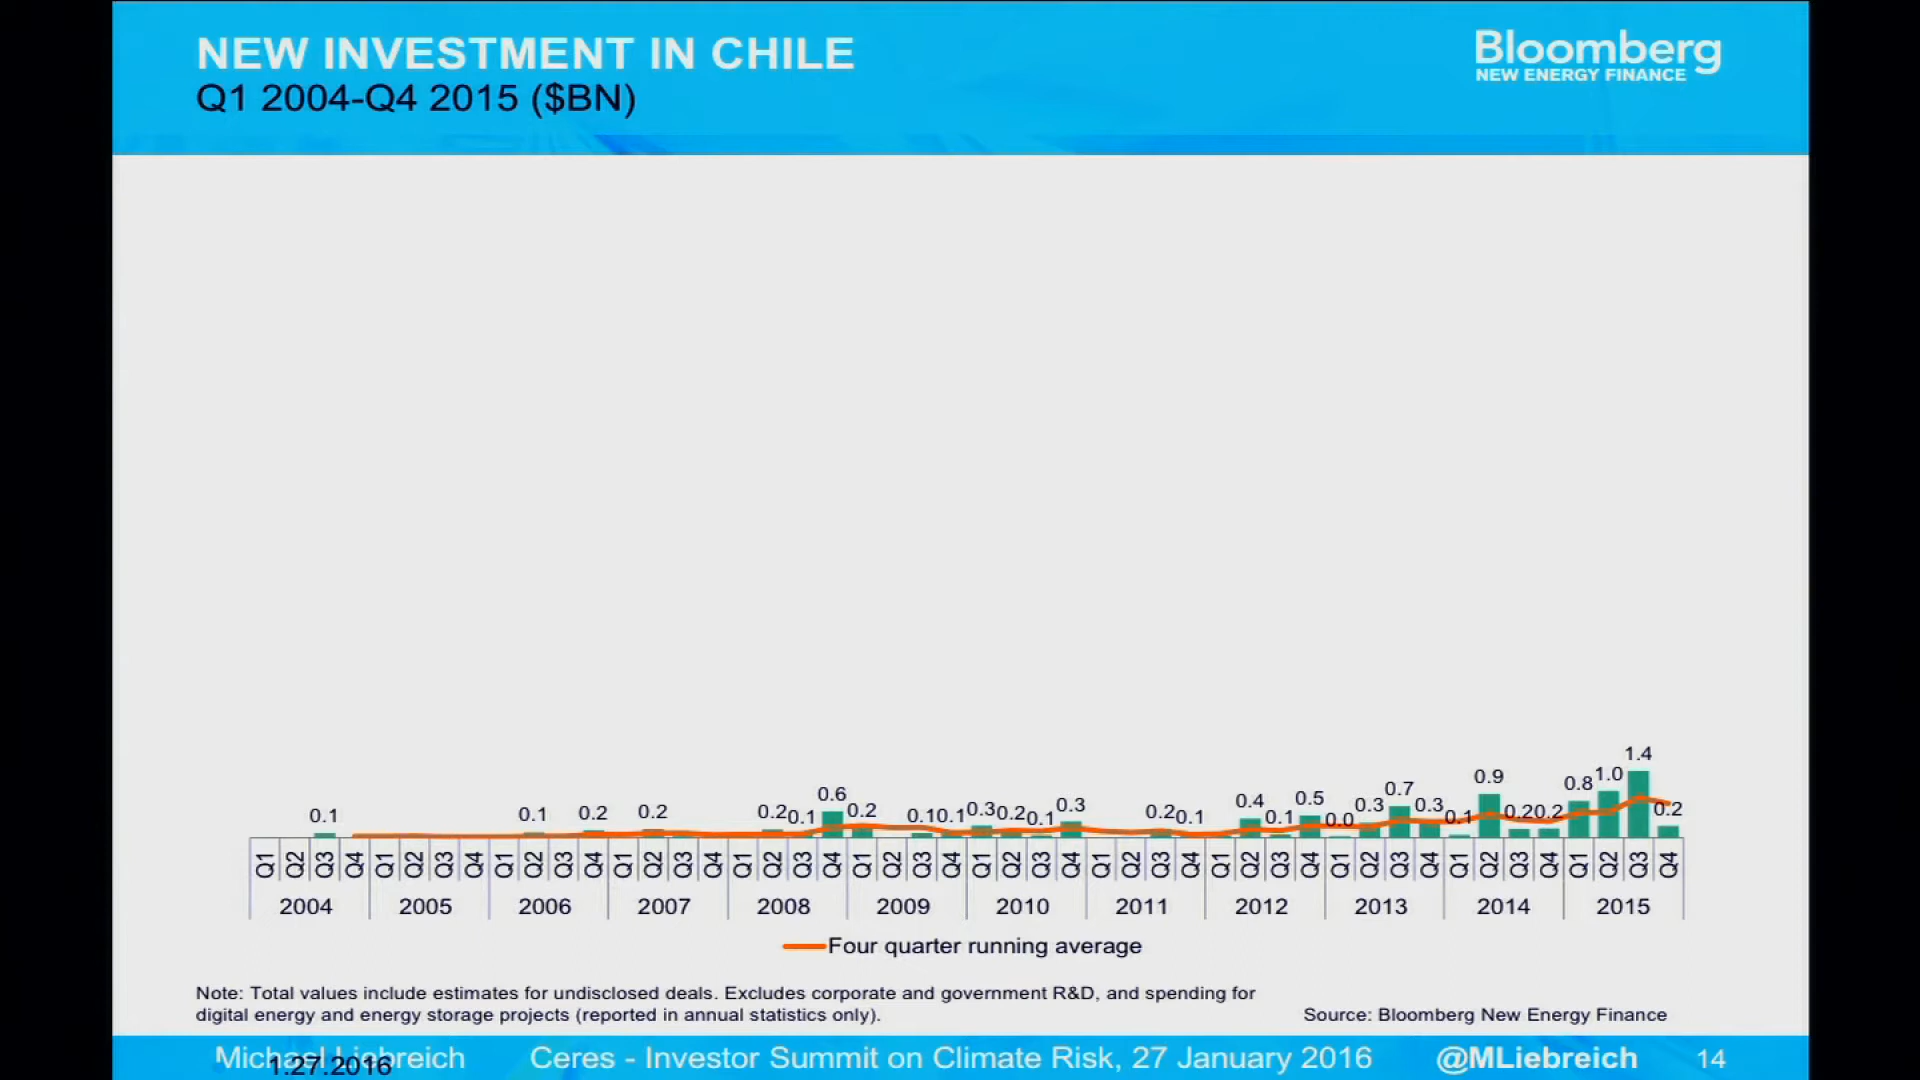 NEW INVESTMENT IN CHILE
Q1 2004-Q4 2015 ($BN)
Bloomberg
NEW ENERGY FINANCE
1.4
1.0
0.9
0.8
0.7
0.6
0.5
0.4
0.1 0.1 0.2 0.2 0.2 0.1 0.2 0.1 0.1 0.3 0.2 0.1 0.3 0.2 0.1 0.1 0.0 0.3 0.3 0.1 0.2 0.2 0.2
Q1 Q2 Q3 Q4 Q1 Q2 Q3 Q4 Q1 Q2 Q3 Q4 Q1 Q2 Q3 Q4 Q1 Q2 Q3 Q4 Q1 Q2 Q3 Q4 Q1 Q2 Q3 Q4 Q1 Q2 Q3 Q4 Q1 Q2 Q3 Q4 Q1 Q2 Q3 Q4 Q1 Q2 Q3 Q4 Q1 Q2 Q3 Q4
2004 2005 2006 2007 2008 2009 2010 2011 2012 2013 2014 2015
Four quarter running average
Note: Total values include estimates for undisclosed deals. Excludes corporate and government R&D, and spending for
digital energy and energy storage projects (reported in annual statistics only).
Source: Bloomberg New Energy Finance
Michael Liebreich
1.27.2016
Ceres - Investor Summit on Climate Risk, 27 January 2016
@MLiebreich
14